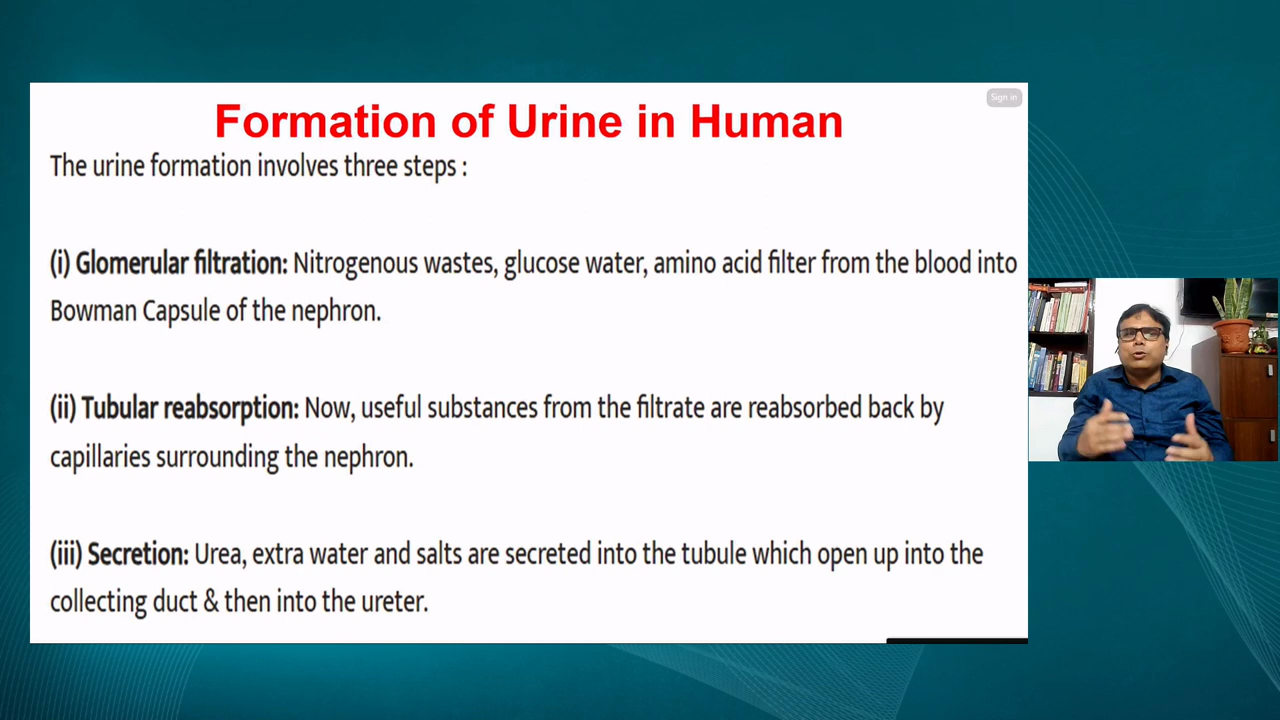 Sign in
Formation of Urine in Human
The urine formation involves three steps :
(i) Glomerular filtration: Nitrogenous wastes, glucose water, amino acid filter from the blood into
Bowman Capsule of the nephron.
(ii) Tubular reabsorption: Now, useful substances from the filtrate are reabsorbed back by
capillaries surrounding the nephron.
(iii) Secretion: Urea, extra water and salts are secreted into the tubule which open up into the
collecting duct & then into the ureter.